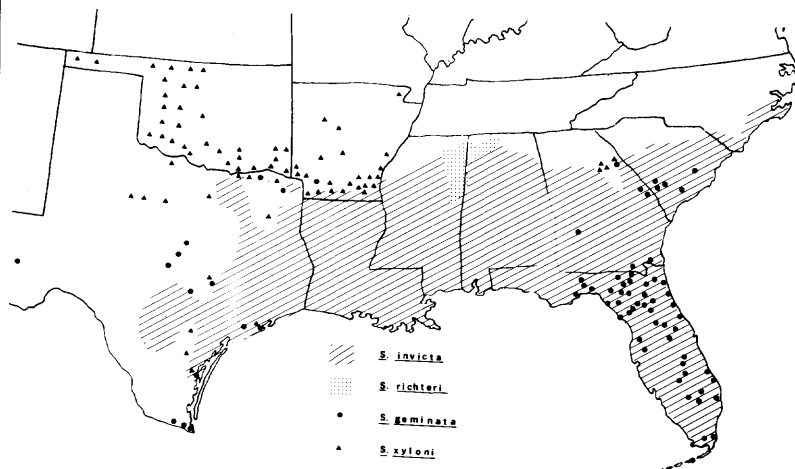 S. invicta
S. richteri
S. geminata
S. xyloni